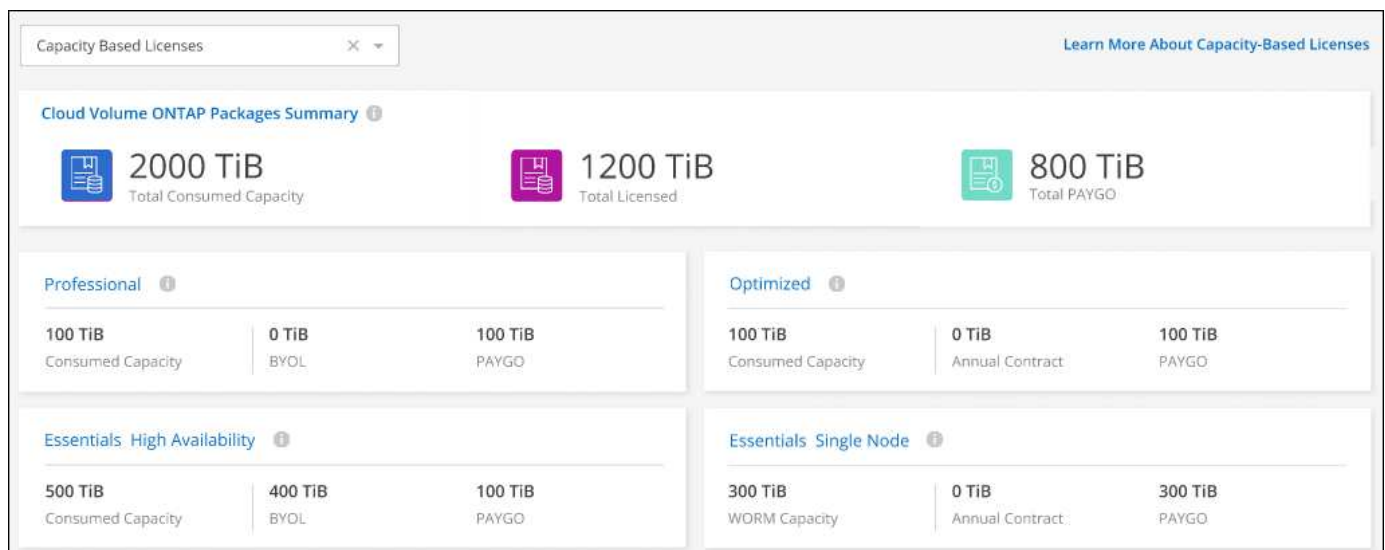 Capacity Based Licenses
Learn More About Capacity-Based Licenses
Cloud Volume ONTAP Packages Summary
2000 TiB
Total Consumed Capacity
1200 TiB
Total Licensed
800 TiB
Total PAYGO
Professional
100 TiB
Consumed Capacity
0 TiB
BYOL
100 TiB
PAYGO
Optimized
100 TiB
Consumed Capacity
0 TiB
Annual Contract
100 TiB
PAYGO
Essentials High Availability
500 TiB
Consumed Capacity
400 TiB
BYOL
100 TiB
PAYGO
Essentials Single Node
300 TiB
WORM Capacity
0 TiB
Annual Contract
300 TiB
PAYGO